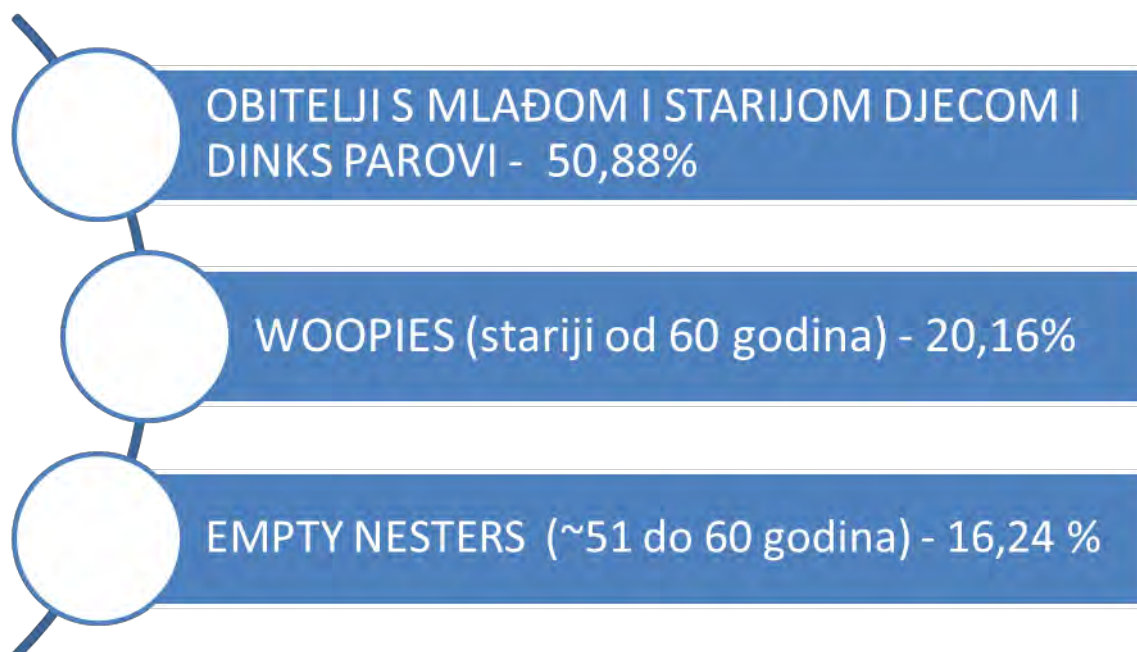 OBITELJI S MLAĐOM I STARIJOM DJECOM I
DINKS PAROVI - 50,88%
WOOPIES (stariji od 60 godina) - 20,16%
EMPTY NESTERS (~51 do 60 godina) - 16,24 %